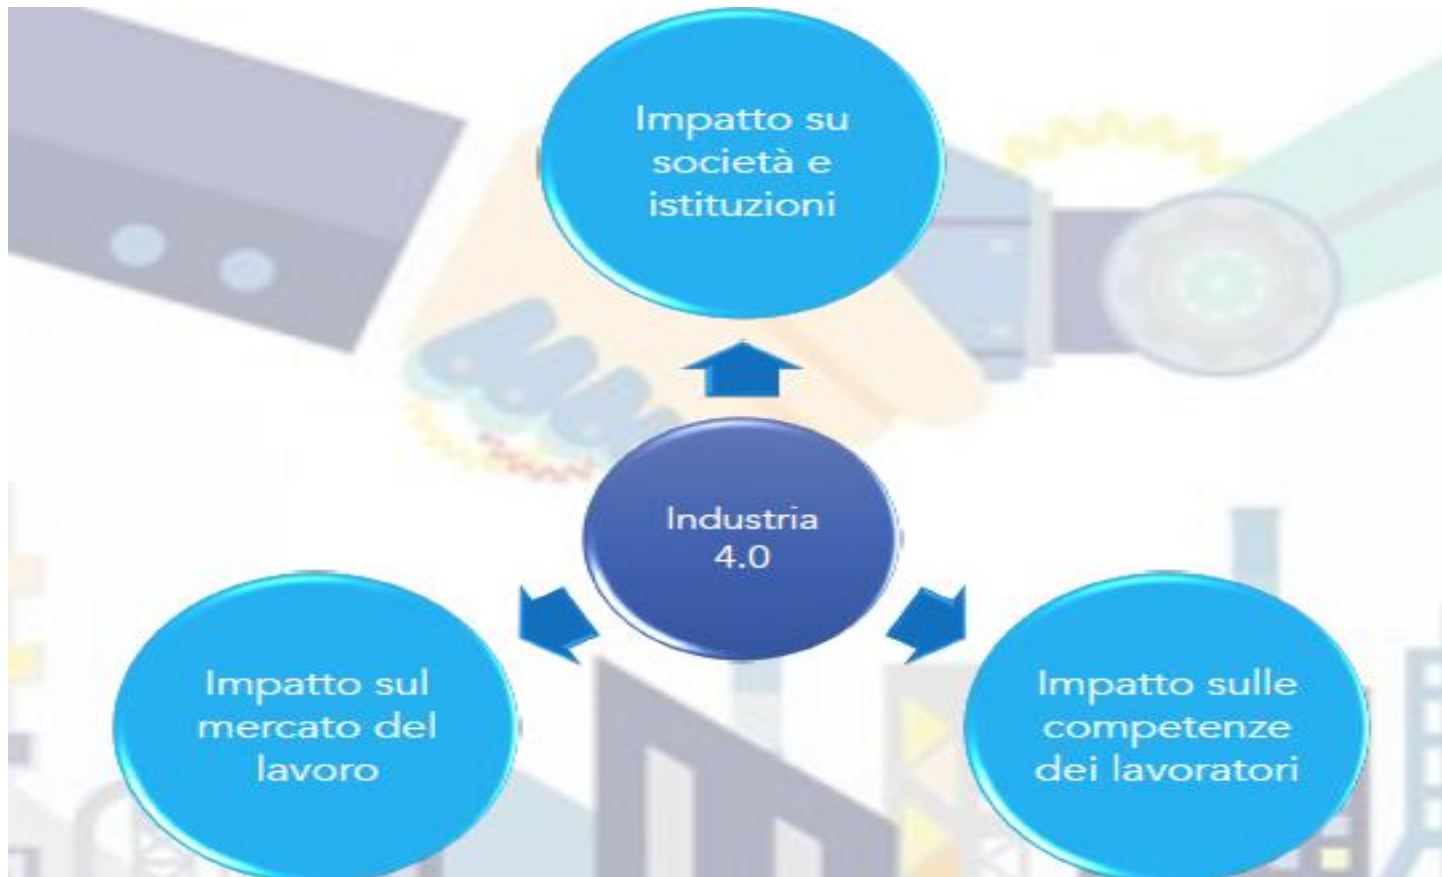 Impatto su
società e
istituzioni
Industria
4.0
Impatto sul
mercato del
lavoro
Impatto sulle
competenze
dei lavoratori